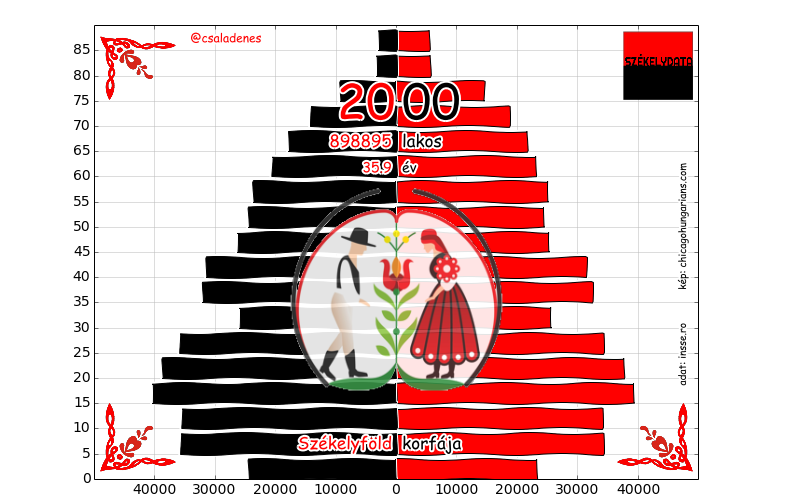 @csaladenes
SZÉKELYDATA
2000
898895 lakos
35.9 év
kép: chicagohungarians.com
adat: insse.ro
Székelyföld korfája
85
80
75
70
65
60
55
50
45
40
35
30
25
20
15
10
5
0
40000 30000 20000 10000 0 10000 20000 30000 40000